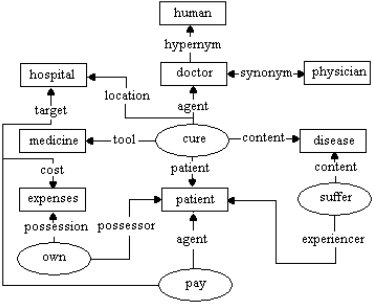 human
hypernym
hospital
doctor
synonym
physician
target
location
agent
medicine
tool
cure
content
disease
cost
patient
content
expenses
patient
suffer
possession
possessor
agent
experiencer
own
pay